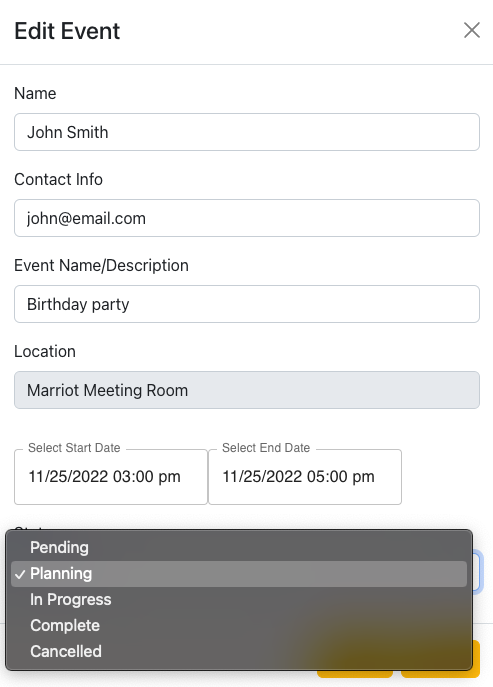 Edit Event
Name
John Smith
Contact Info
john@email.com
Event Name/Description
Birthday party
Location
Marriot Meeting Room
Select Start Date Select End Date
11/25/2022 03:00 pm 11/25/2022 05:00 pm
Pending
✓ Planning
In Progress
Complete
Cancelled